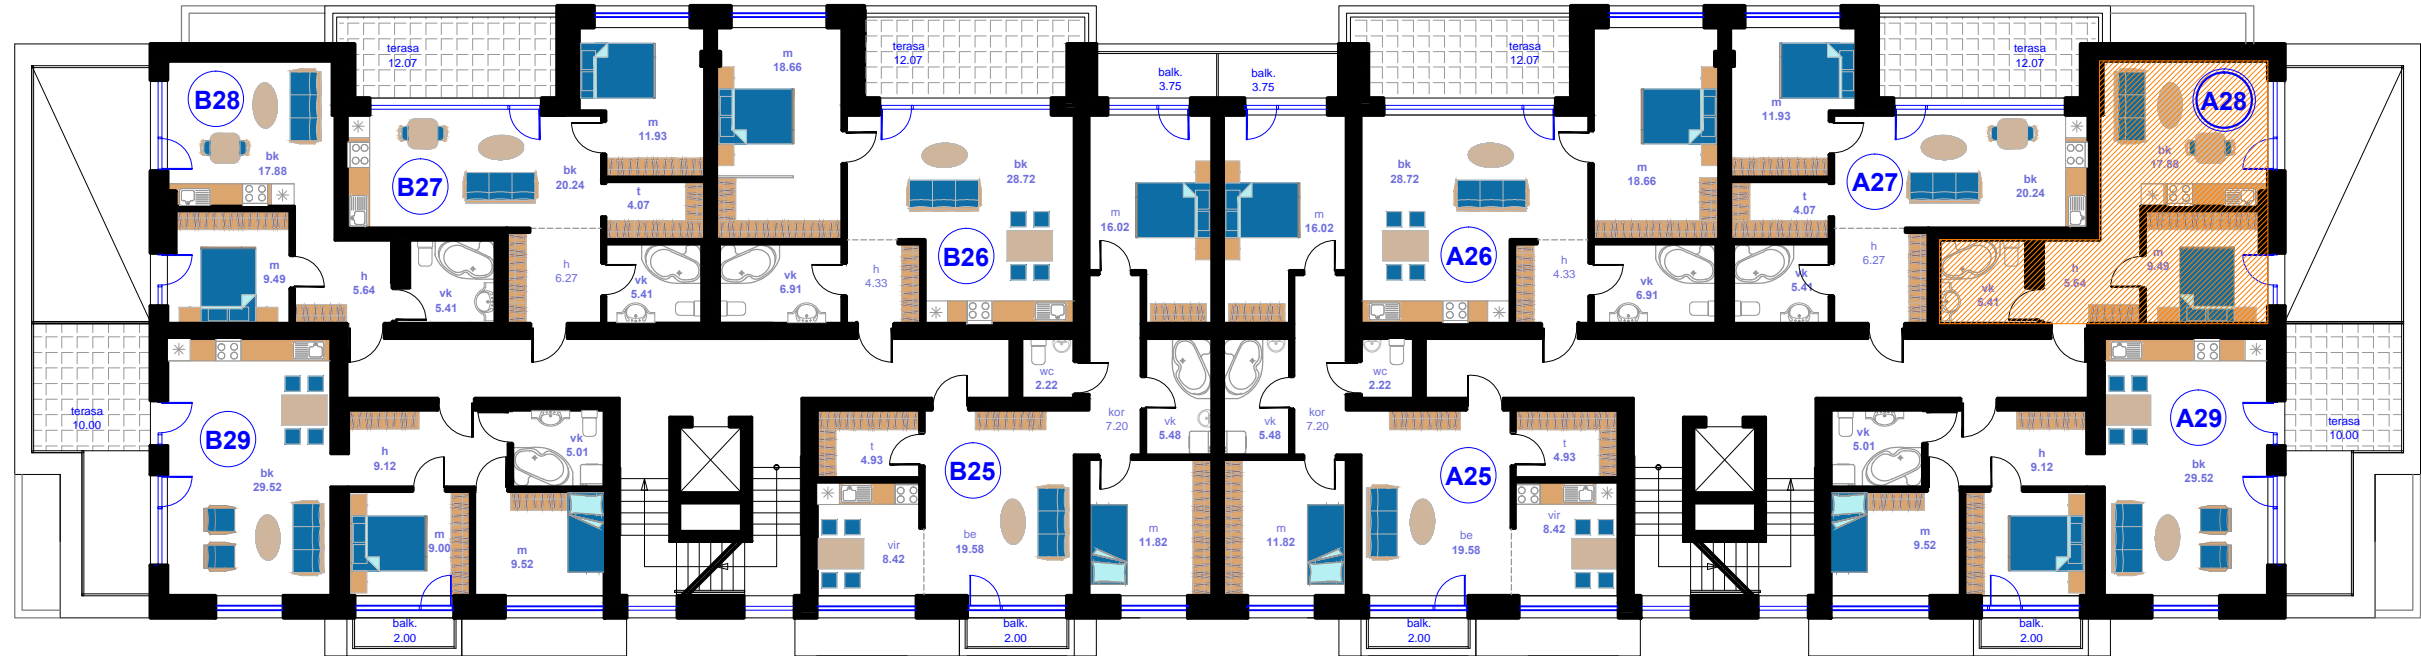 terasa
12.07
terasa
12.07
balk.
3.75
balk.
3.75
terasa
12.07
terasa
12.07
B28
bk
17.88
B27
bk
20.24
m
11.93
t
4.07
m
18.66
bk
28.72
B26
m
16.02
m
16.02
bk
28.72
A26
m
18.66
m
11.93
t
4.07
A27
bk
20.24
A28
bk
17.88
m
9.49
h
5.64
vk
5.41
h
6.27
vk
5.41
vk
6.91
h
4.33
h
4.33
vk
6.91
vk
5.41
h
6.27
vk
5.41
h
5.64
m
9.49
terasa
10.00
B29
bk
29.52
h
9.12
vk
5.01
m
9.00
m
9.52
t
4.93
B25
vir
8.42
be
19.58
wc
2.22
kor
7.20
vk
5.48
m
11.82
vk
5.48
kor
7.20
wc
2.22
m
11.82
A25
be
19.58
t
4.93
vir
8.42
vk
5.01
m
9.52
h
9.12
A29
bk
29.52
terasa
10.00
balk.
2.00
balk.
2.00
balk.
2.00
balk.
2.00